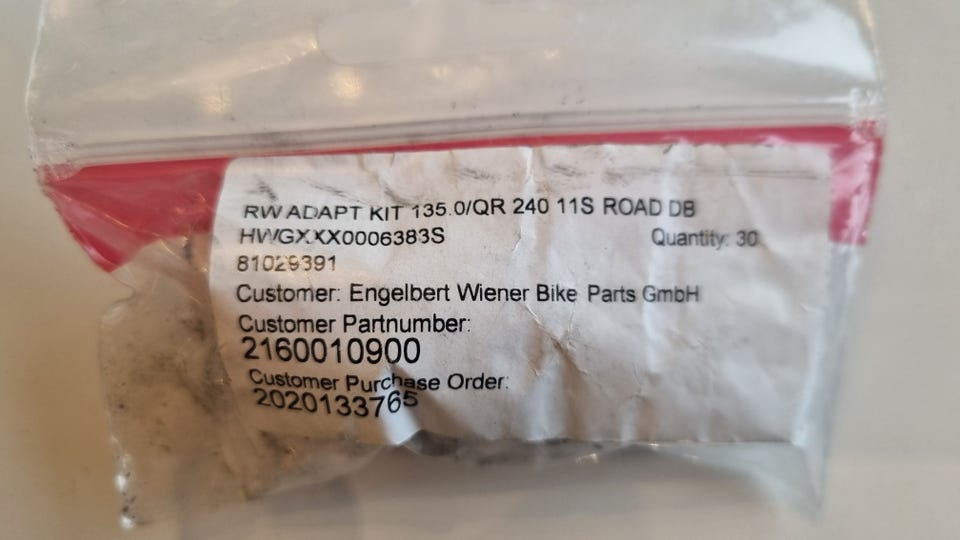 RW ADAPT KIT 135.0/QR 240 11S ROAD DB
HWGXXX0006383S Quantity: 30
81029391
Customer: Engelbert Wiener Bike Parts GmbH
Customer Partnumber:
2160010900
Customer Purchase Order:
2020133765